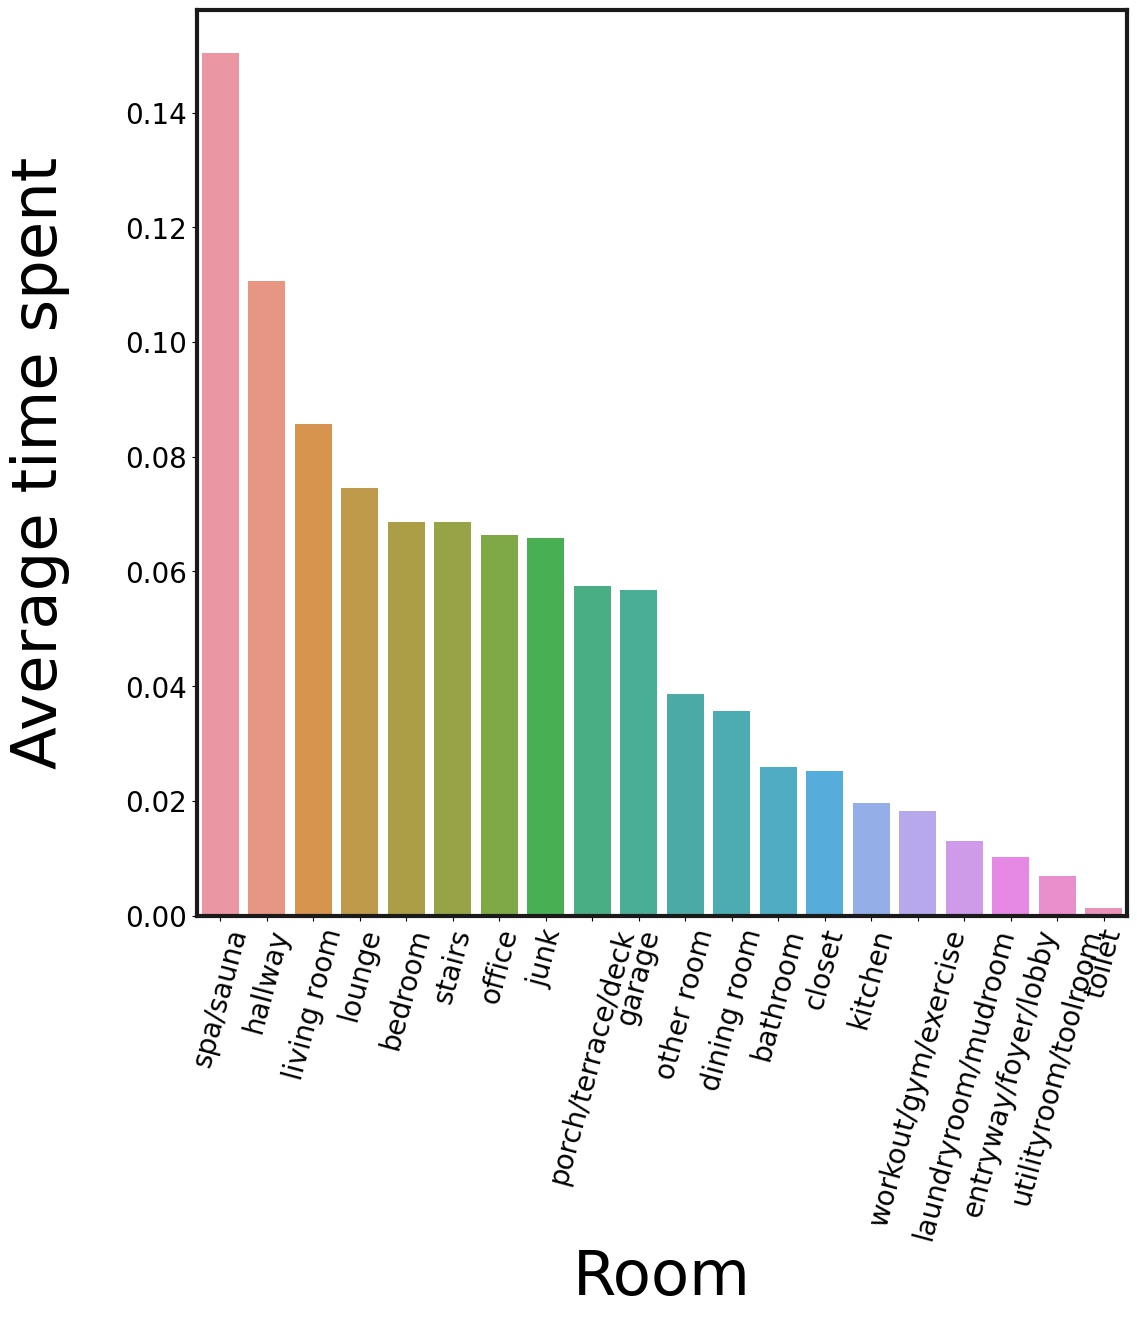 Average time spent
0.14
0.12
0.10
0.08
0.06
0.04
0.02
0.00
spa/sauna
hallway
living room
lounge
bedroom
stairs
office
junk
porch/terrace/deck
garage
other room
dining room
bathroom
closet
kitchen
workout/gym/exercise
laundryroom/mudroom
entryway/foyer/lobby
utilityroom/toolroom
toilet
Room